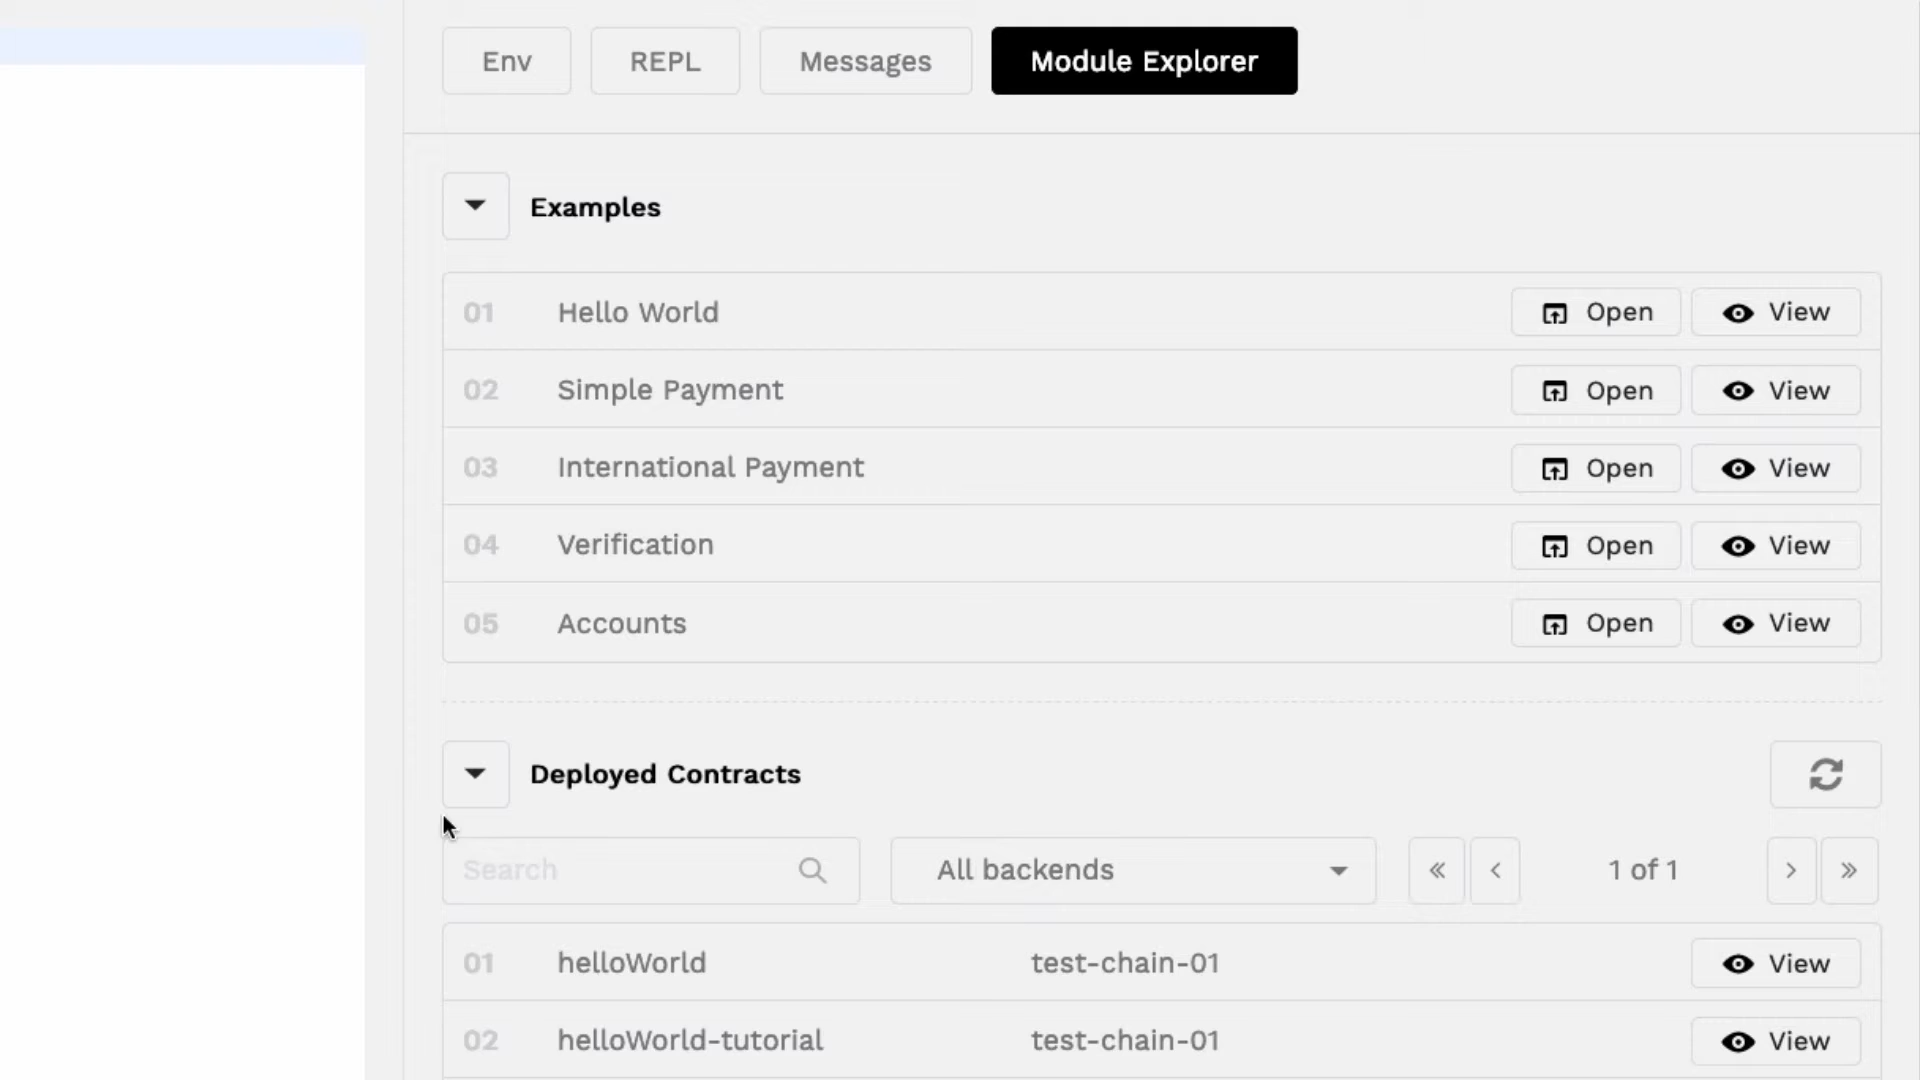 Env REPL Messages Module Explorer
Examples
01 Hello World Open View
02 Simple Payment Open View
03 International Payment Open View
04 Verification Open View
05 Accounts Open View
Deployed Contracts
Search All backends « ‹ 1 of 1 › »
01 helloWorld test-chain-01 View
02 helloWorld-tutorial test-chain-01 View